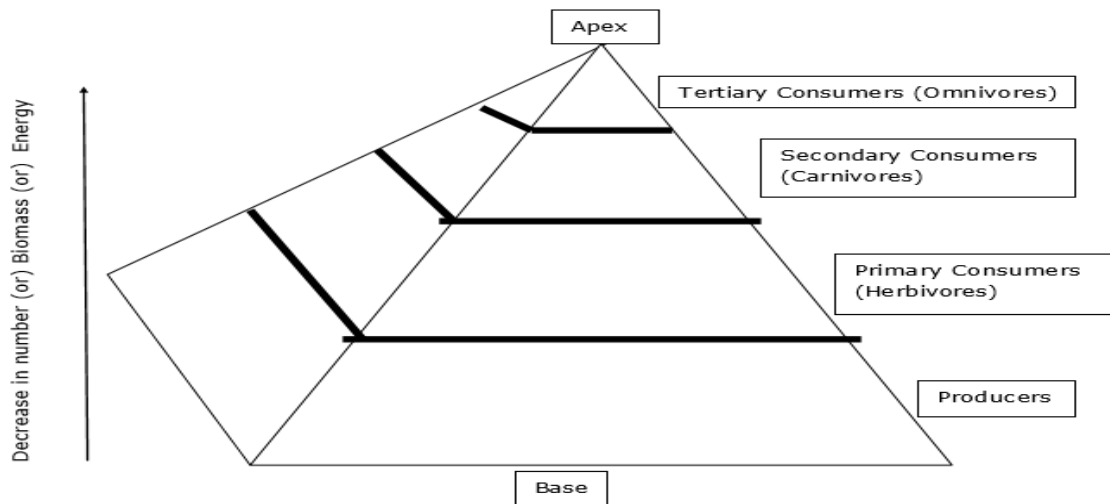 Apex
Tertiary Consumers (Omnivores)
Secondary Consumers
(Carnivores)
Primary Consumers
(Herbivores)
Producers
Base
Decrease in number (or) Biomass (or) Energy